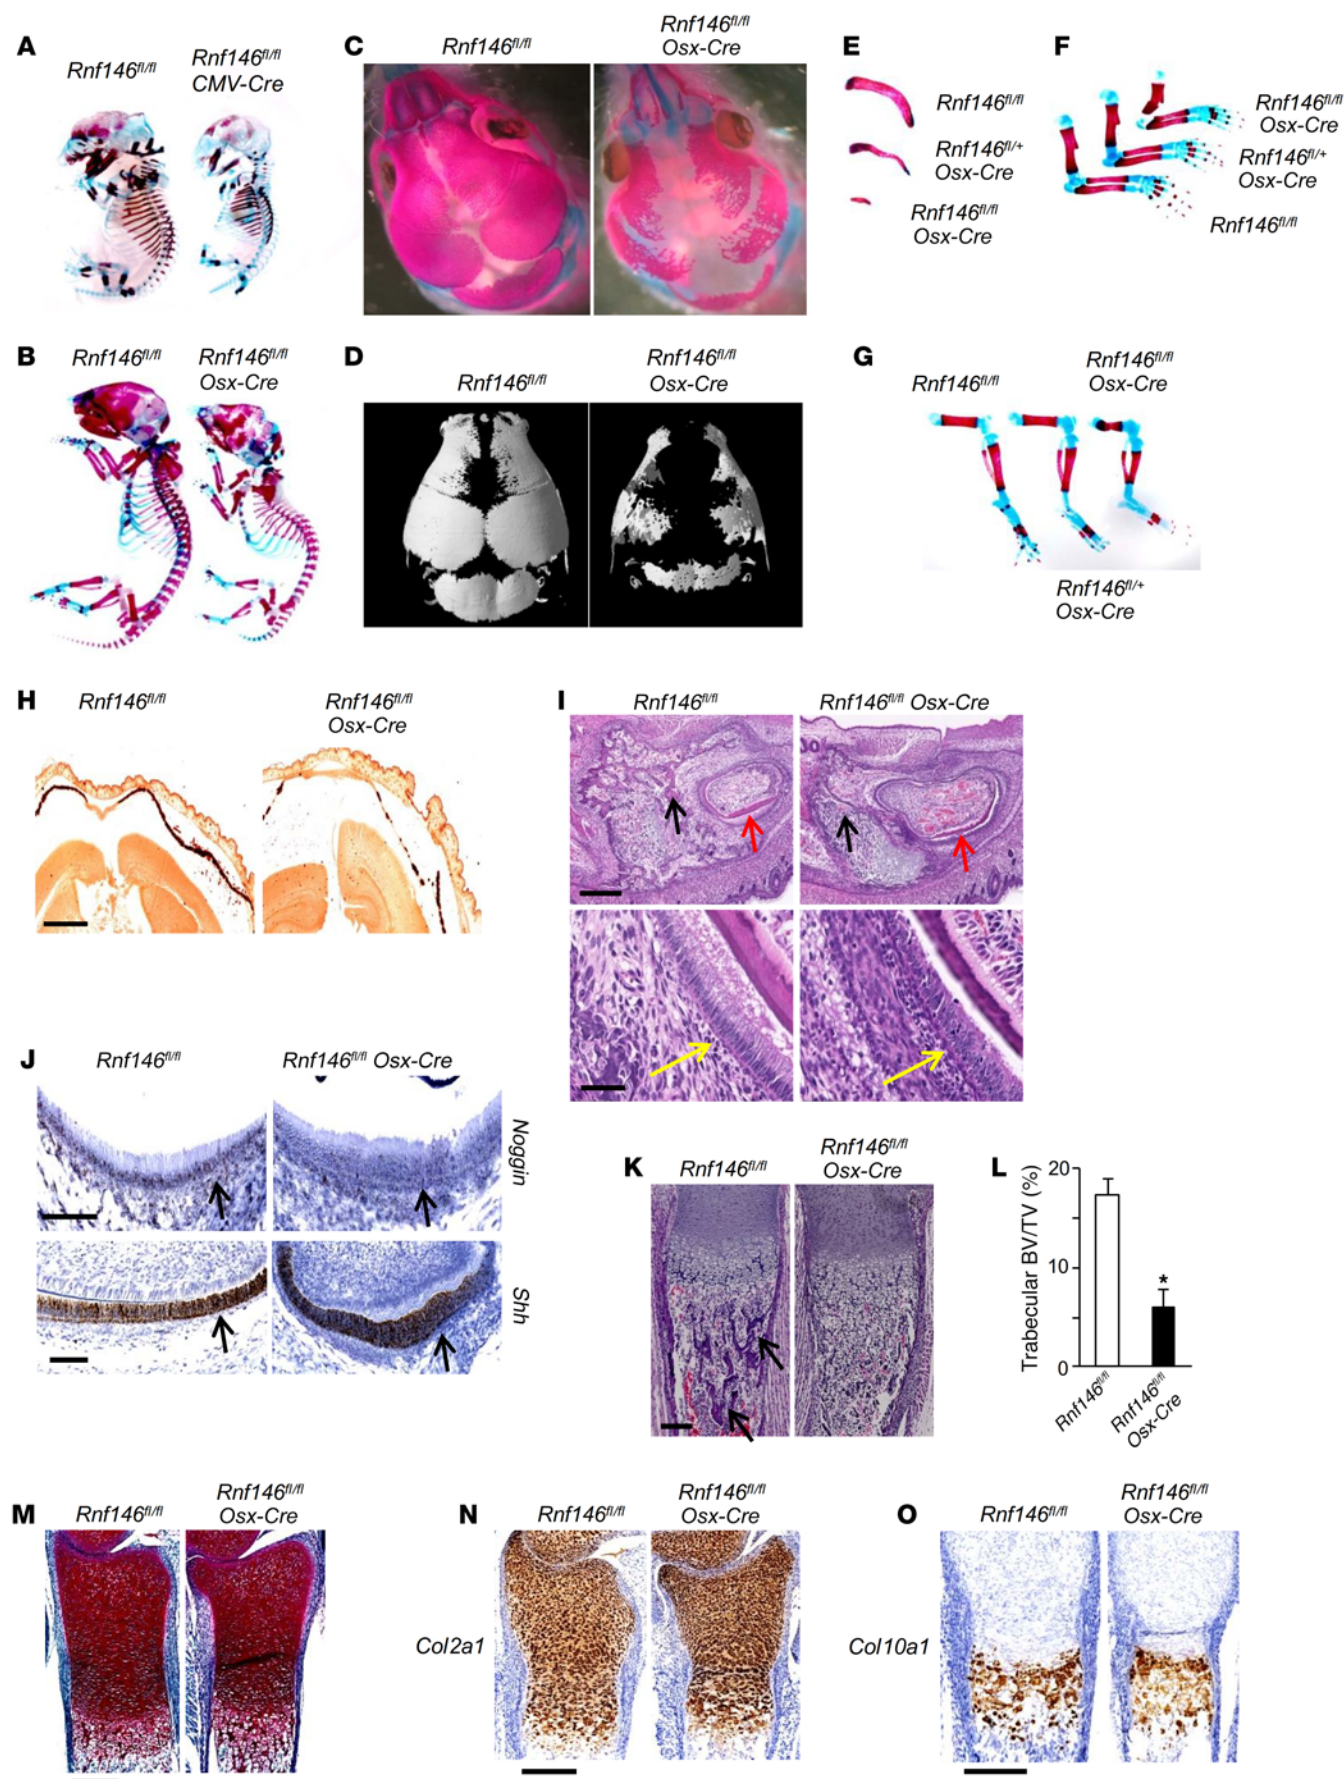 A
Rnf146fl/fl
Rnf146fl/fl
CMV-Cre
C
Rnf146fl/fl
Rnf146fl/fl
Osx-Cre
E
Rnf146fl/fl
Rnf146fl/+
Osx-Cre
Rnf146fl/fl
Osx-Cre
F
Rnf146fl/fl
Osx-Cre
Rnf146fl/+
Osx-Cre
Rnf146fl/fl
B
Rnf146fl/fl
Rnf146fl/fl
Osx-Cre
D
Rnf146fl/fl
Rnf146fl/fl
Osx-Cre
G
Rnf146fl/fl
Rnf146fl/fl
Osx-Cre
Rnf146fl/+
Osx-Cre
H
Rnf146fl/fl
Rnf146fl/fl
Osx-Cre
I
Rnf146fl/fl
Rnf146fl/fl Osx-Cre
J
Rnf146fl/fl
Rnf146fl/fl Osx-Cre
Noggin
Shh
K
Rnf146fl/fl
Rnf146fl/fl
Osx-Cre
L
Trabecular BV/TV (%)
20
10
0
*
Rnf146fl/fl
Rnf146fl/fl
Osx-Cre
M
Rnf146fl/fl
Rnf146fl/fl
Osx-Cre
N
Rnf146fl/fl
Rnf146fl/fl
Osx-Cre
Col2a1
O
Rnf146fl/fl
Rnf146fl/fl
Osx-Cre
Col10a1